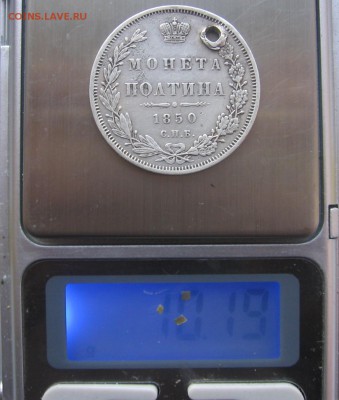 COINS.LAVE.RU
МОНЕТА
ПОЛТИНА
1850
С.П.Б.
10.19